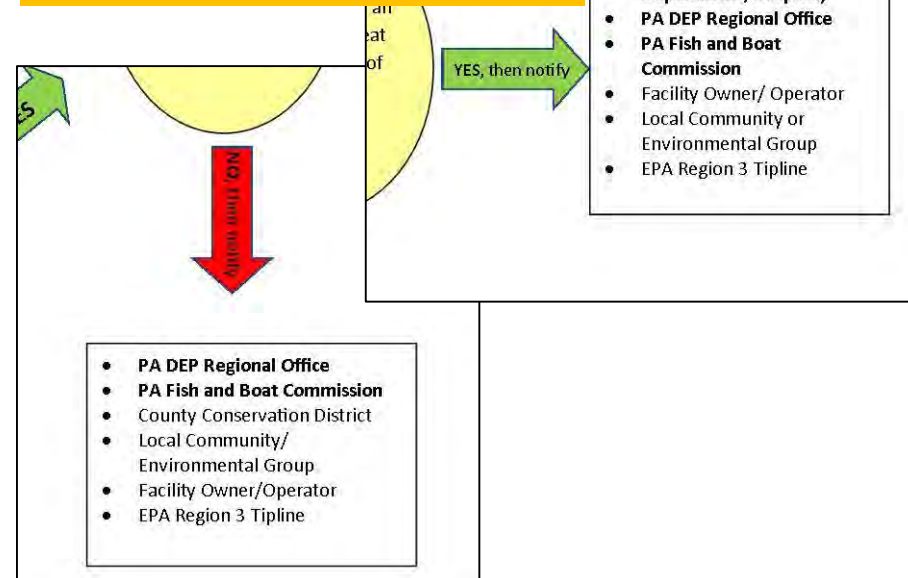 an
eat
of
YES, then notify
• PA DEP Regional Office
• PA Fish and Boat
Commission
• Facility Owner/ Operator
• Local Community or
Environmental Group
• EPA Region 3 Tipline
NO, then notify
• PA DEP Regional Office
• PA Fish and Boat Commission
• County Conservation District
• Local Community/
Environmental Group
• Facility Owner/Operator
• EPA Region 3 Tipline